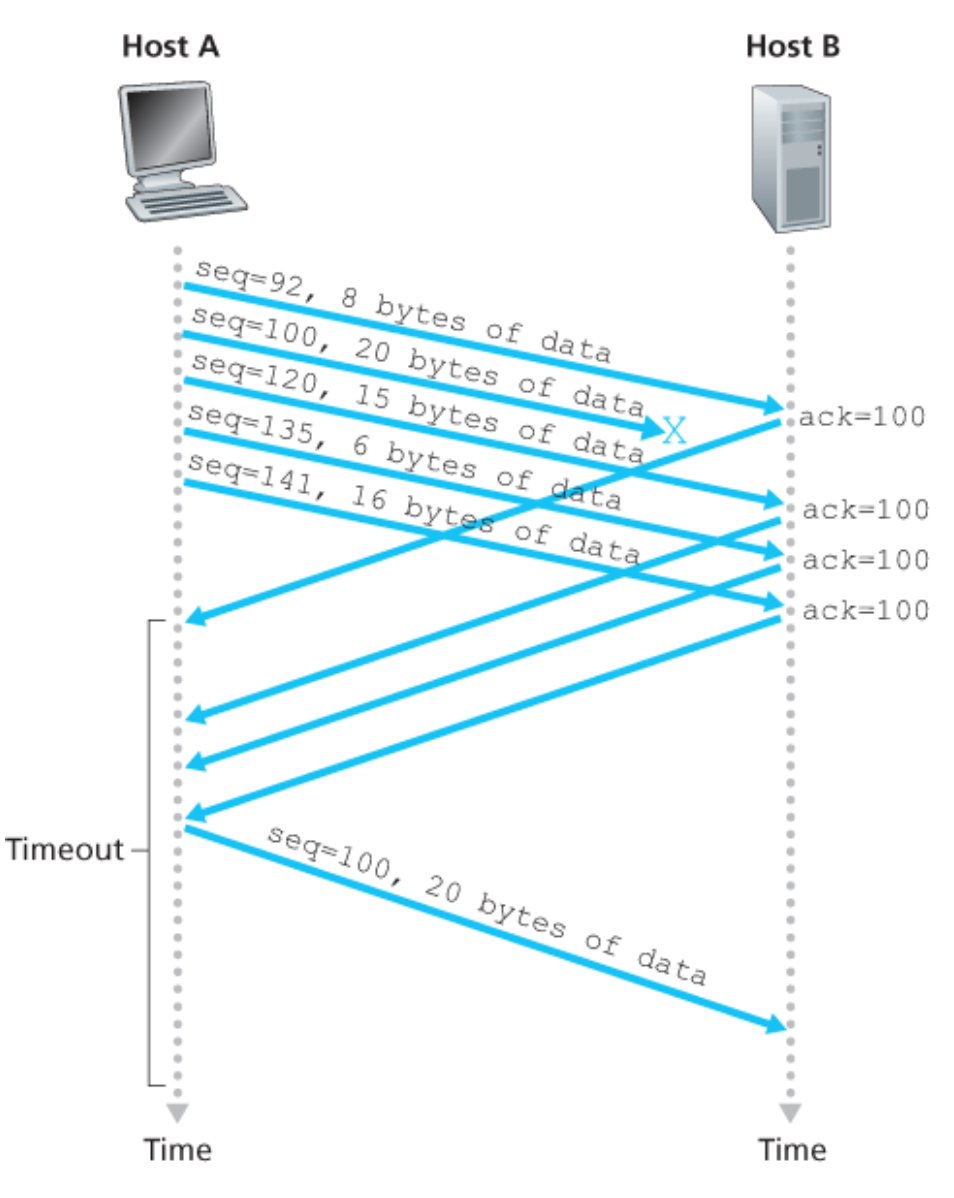 Host A
Host B
seq=92, 8 bytes of data
seq=100, 20 bytes of data
X
seq=120, 15 bytes of data
seq=135, 6 bytes of data
seq=141, 16 bytes of data
ack=100
ack=100
ack=100
ack=100
Timeout
seq=100, 20 bytes of data
Time
Time